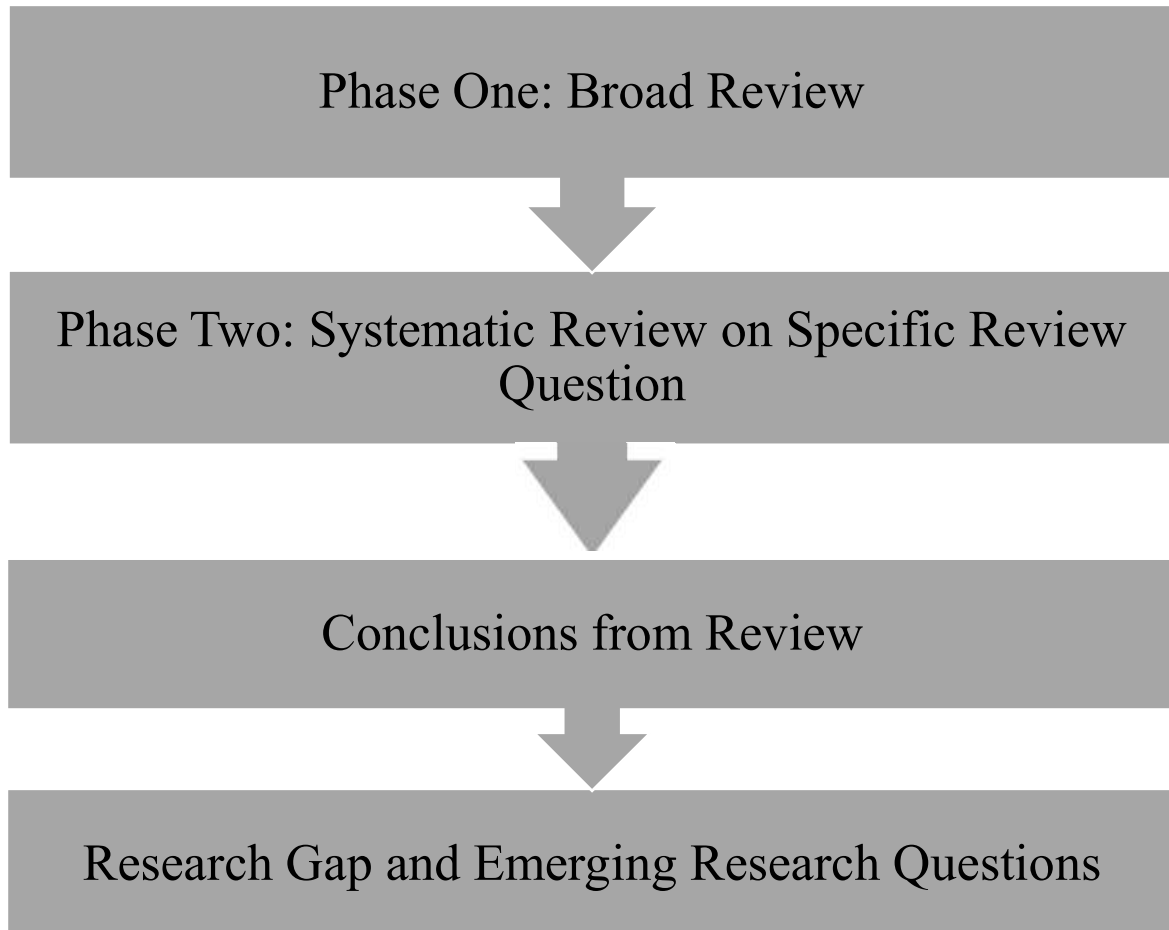 Phase One: Broad Review
Phase Two: Systematic Review on Specific Review
Question
Conclusions from Review
Research Gap and Emerging Research Questions